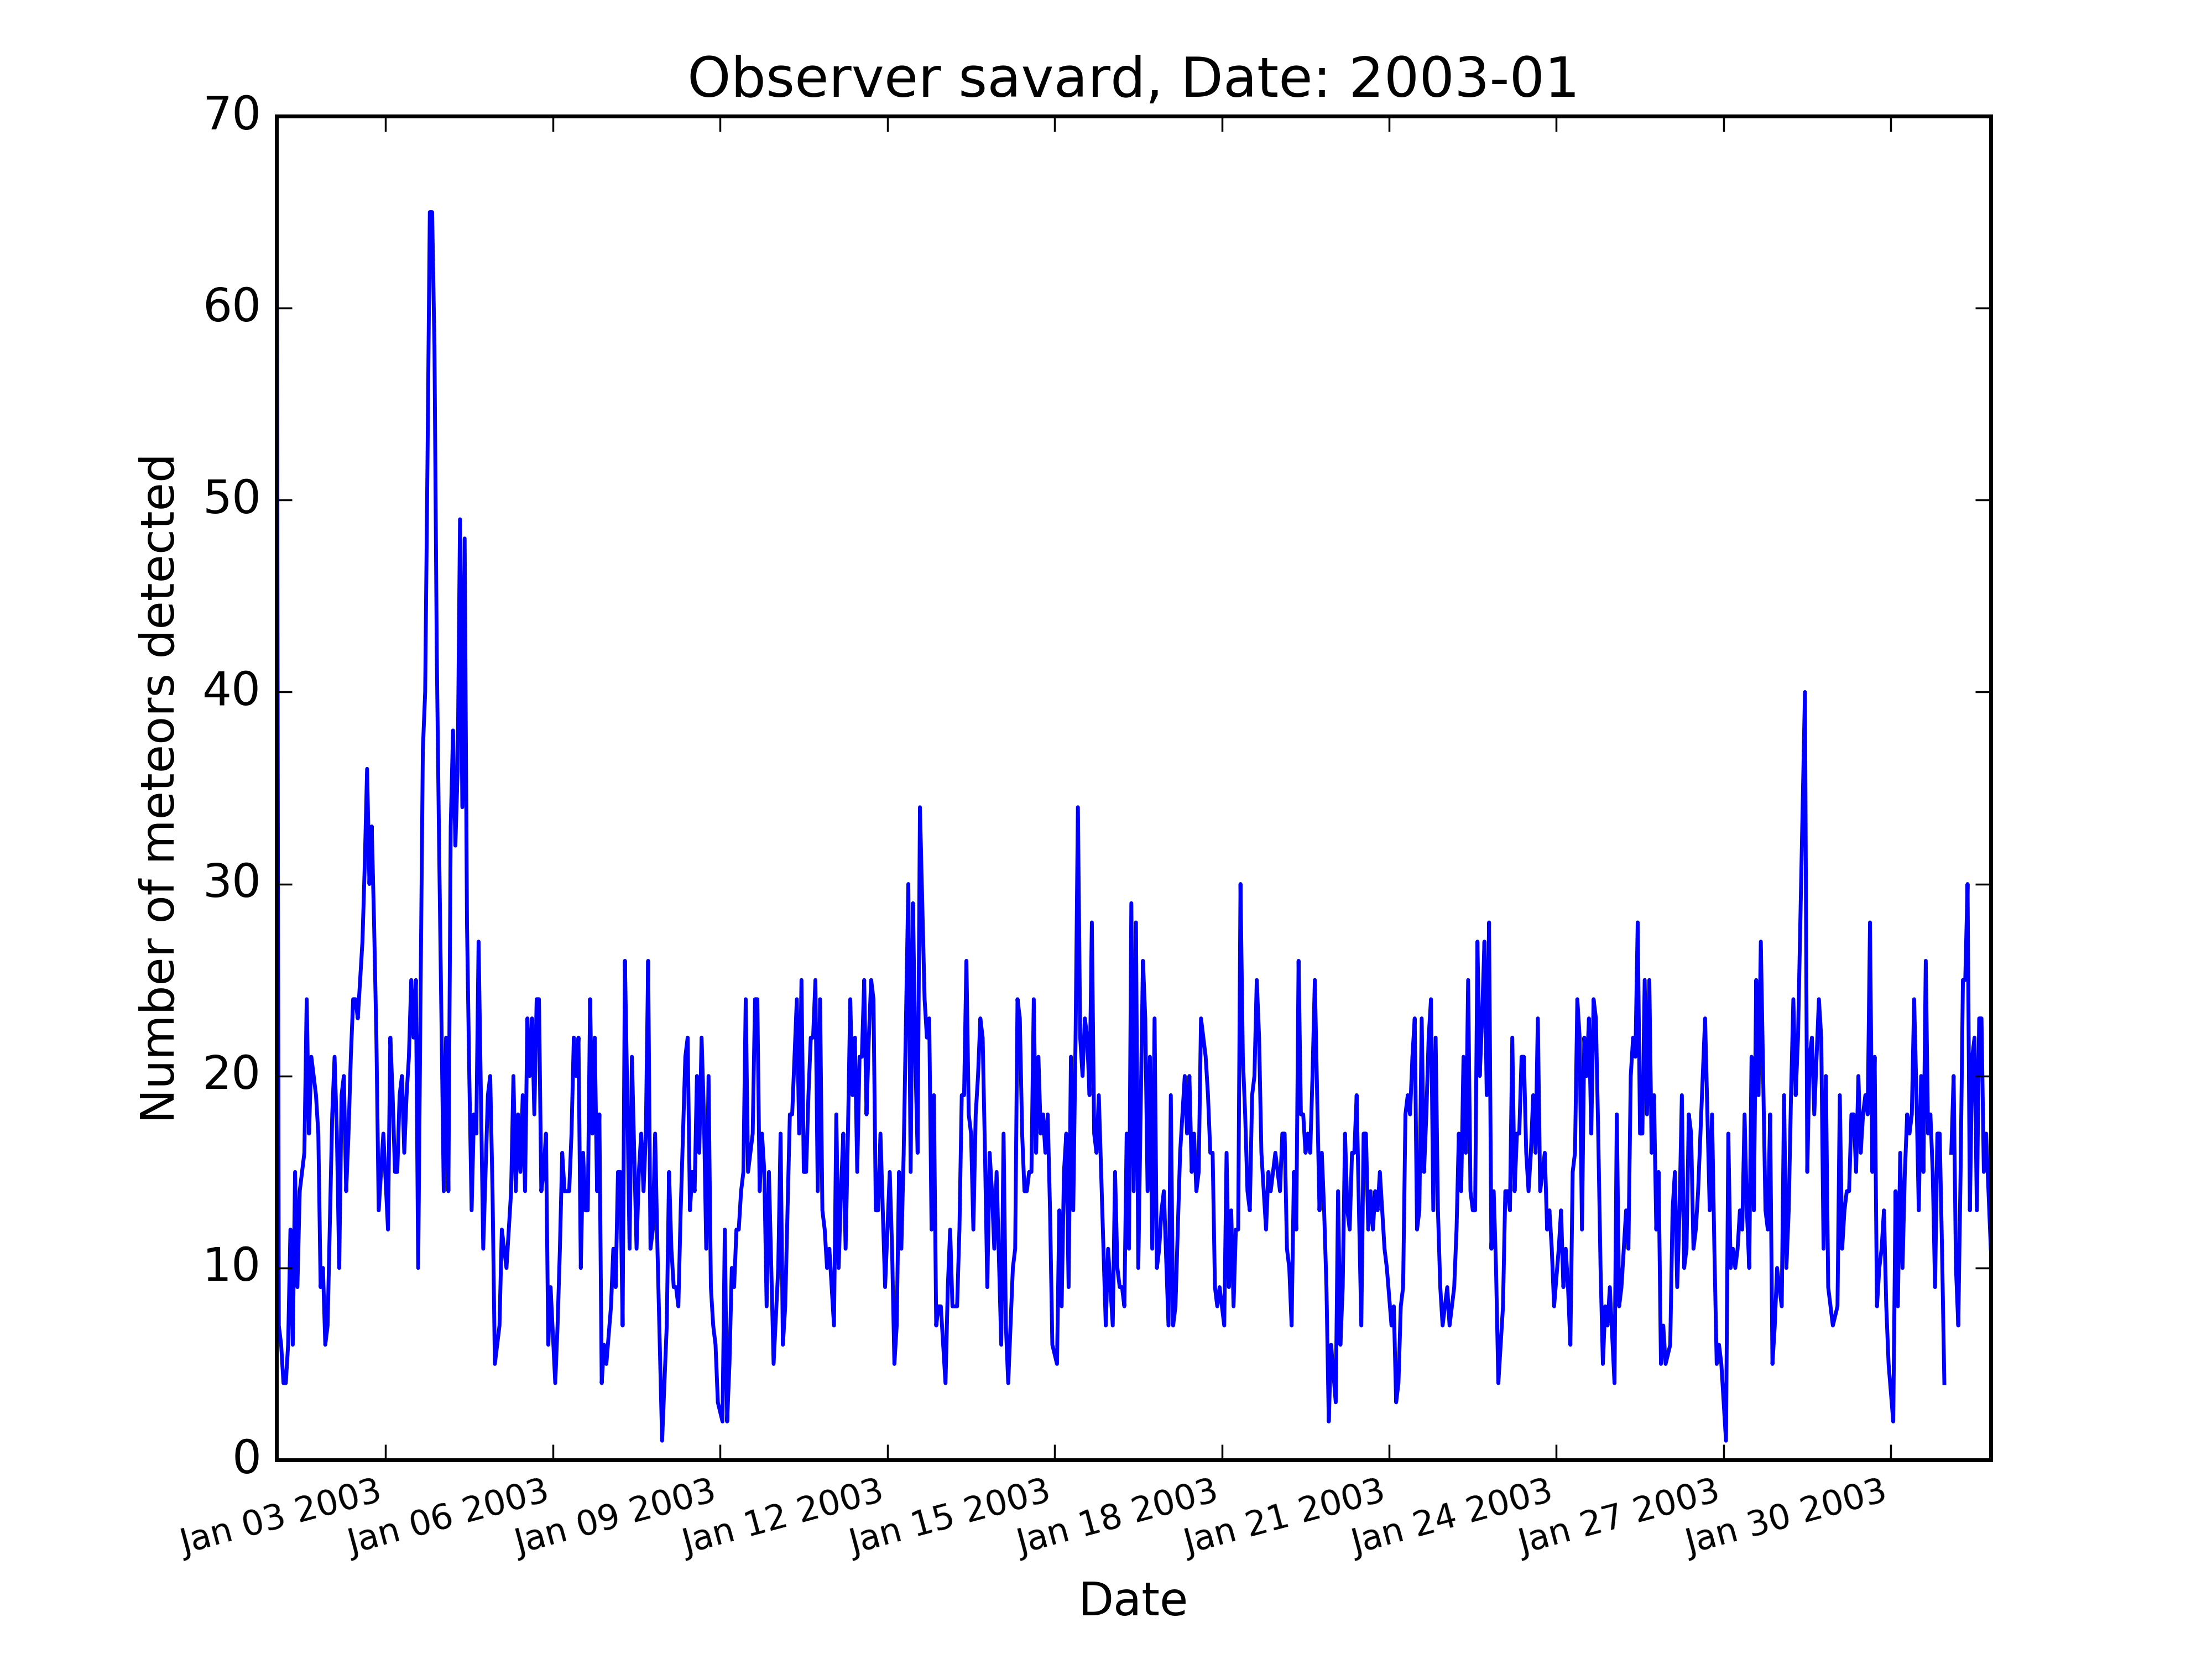 Observer savard, Date: 2003-01
Number of meteors detected
70
60
50
40
30
20
10
0
Jan 03 2003
Jan 06 2003
Jan 09 2003
Jan 12 2003
Jan 15 2003
Jan 18 2003
Jan 21 2003
Jan 24 2003
Jan 27 2003
Jan 30 2003
Date